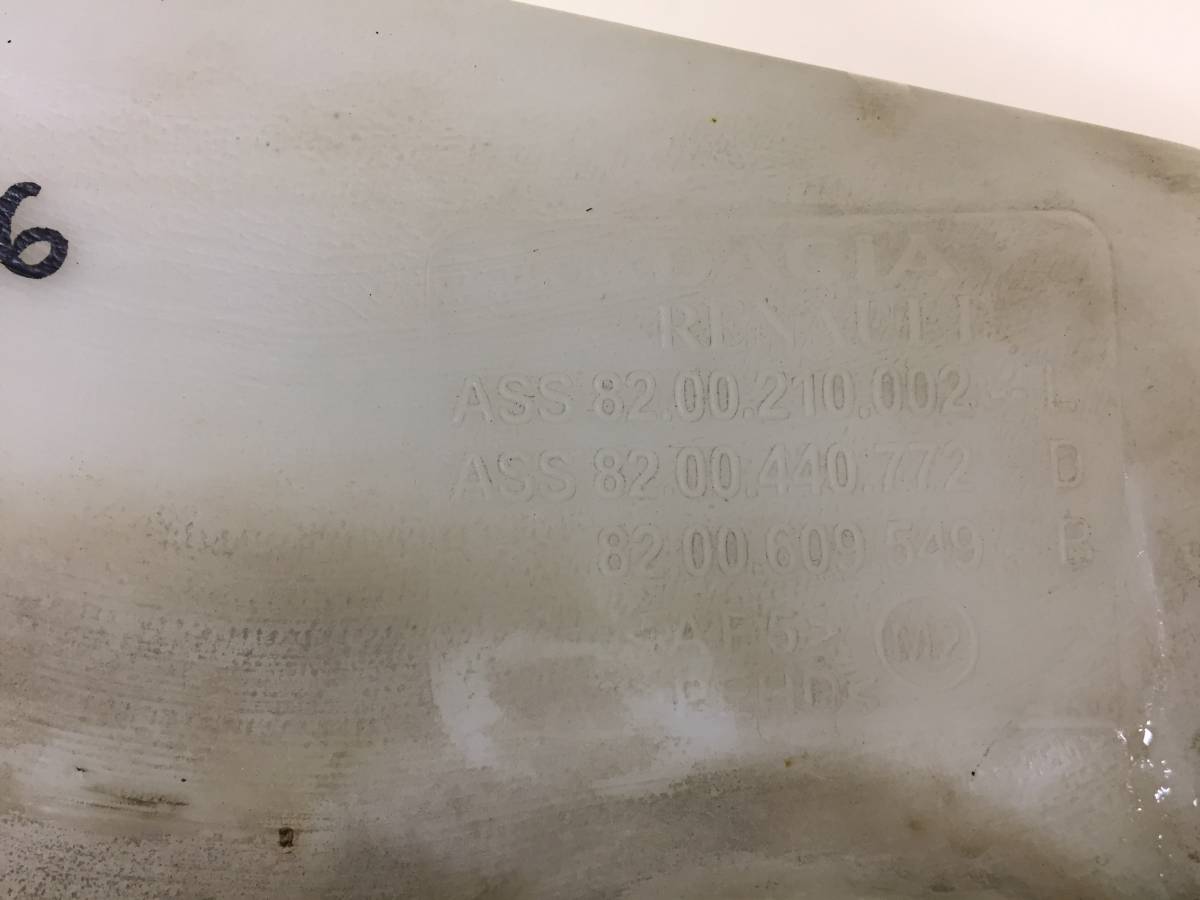 6
DACIA
RENAULT
ASS 82.00.210.002 L
ASS 82.00.440.772 D
82.00.609.549